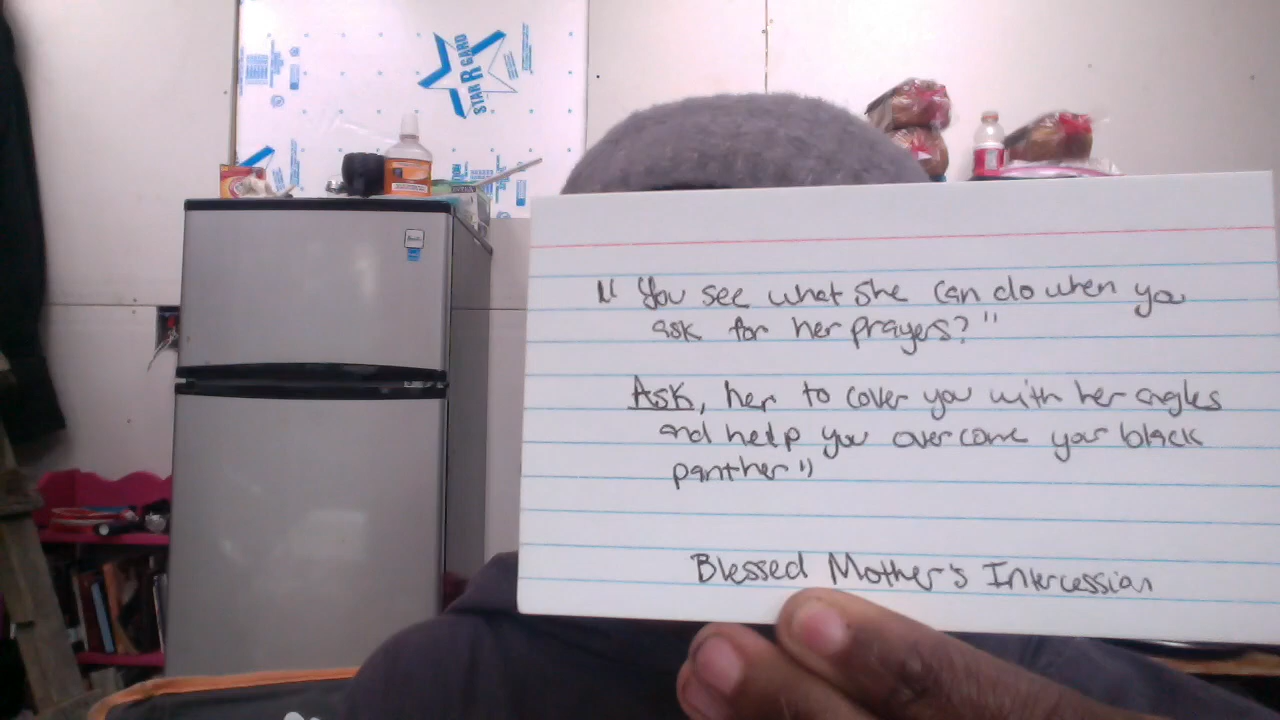 STAR R GARD
"You see what she can do when you
ask for her prayers?"
Ask, her to cover you with her angles
and help you overcome your black
panther"
Blessed Mother's Intercession